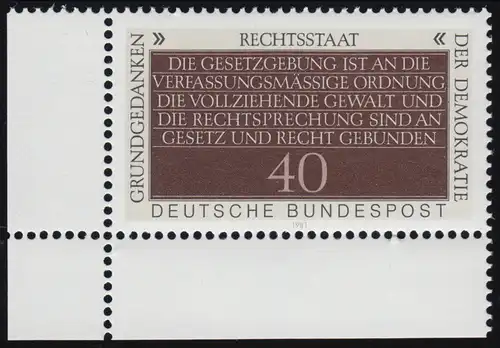 » RECHTSSTAAT «
GRUNDGEDANKEN
DER DEMOKRATIE
DIE GESETZGEBUNG IST AN DIE
VERFASSUNGSMÄSSIGE ORDNUNG
DIE VOLLZIEHENDE GEWALT UND
DIE RECHTSPRECHUNG SIND AN
GESETZ UND RECHT GEBUNDEN
40
DEUTSCHE BUNDESPOST
1981